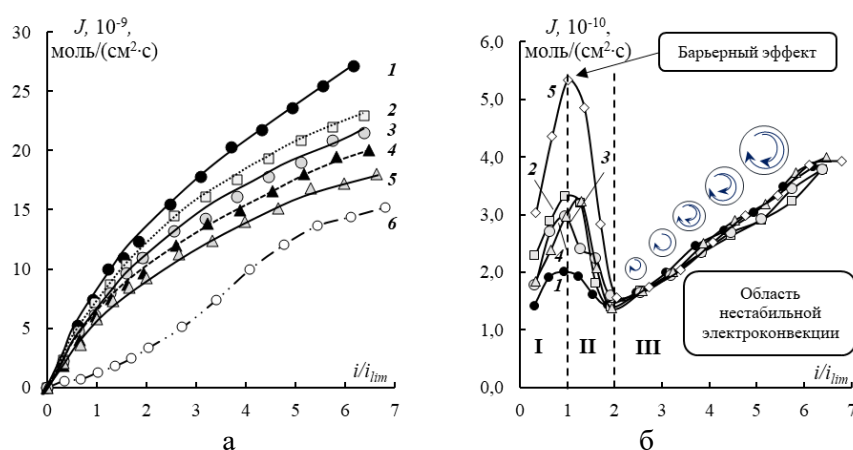 J, 10⁻⁹,
моль/(см²·с)
30
25
20
15
10
5
0
0 1 2 3 4 5 6 7
i/i_lim
1
2
3
4
5
6
а
J, 10⁻¹⁰,
моль/(см²·с)
6,0
5,0
4,0
3,0
2,0
1,0
0,0
0 1 2 3 4 5 6 7
i/i_lim
Барьерный эффект
5
2
3
4
1
I II III
Область
нестабильной
электроконвекции
б